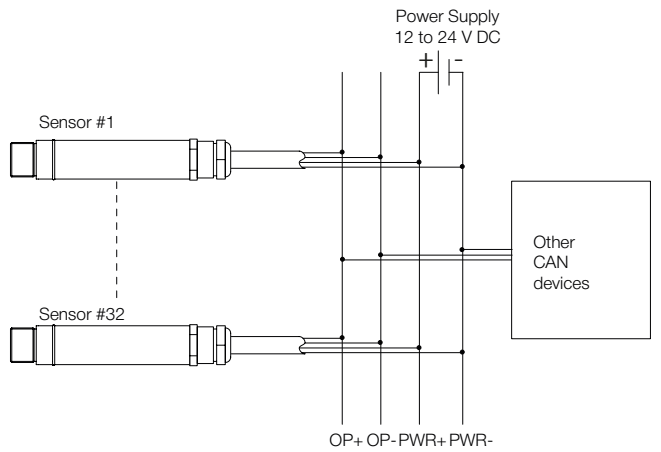 Power Supply
12 to 24 V DC
+ -
Sensor #1
Other
CAN
devices
Sensor #32
OP+ OP- PWR+ PWR-